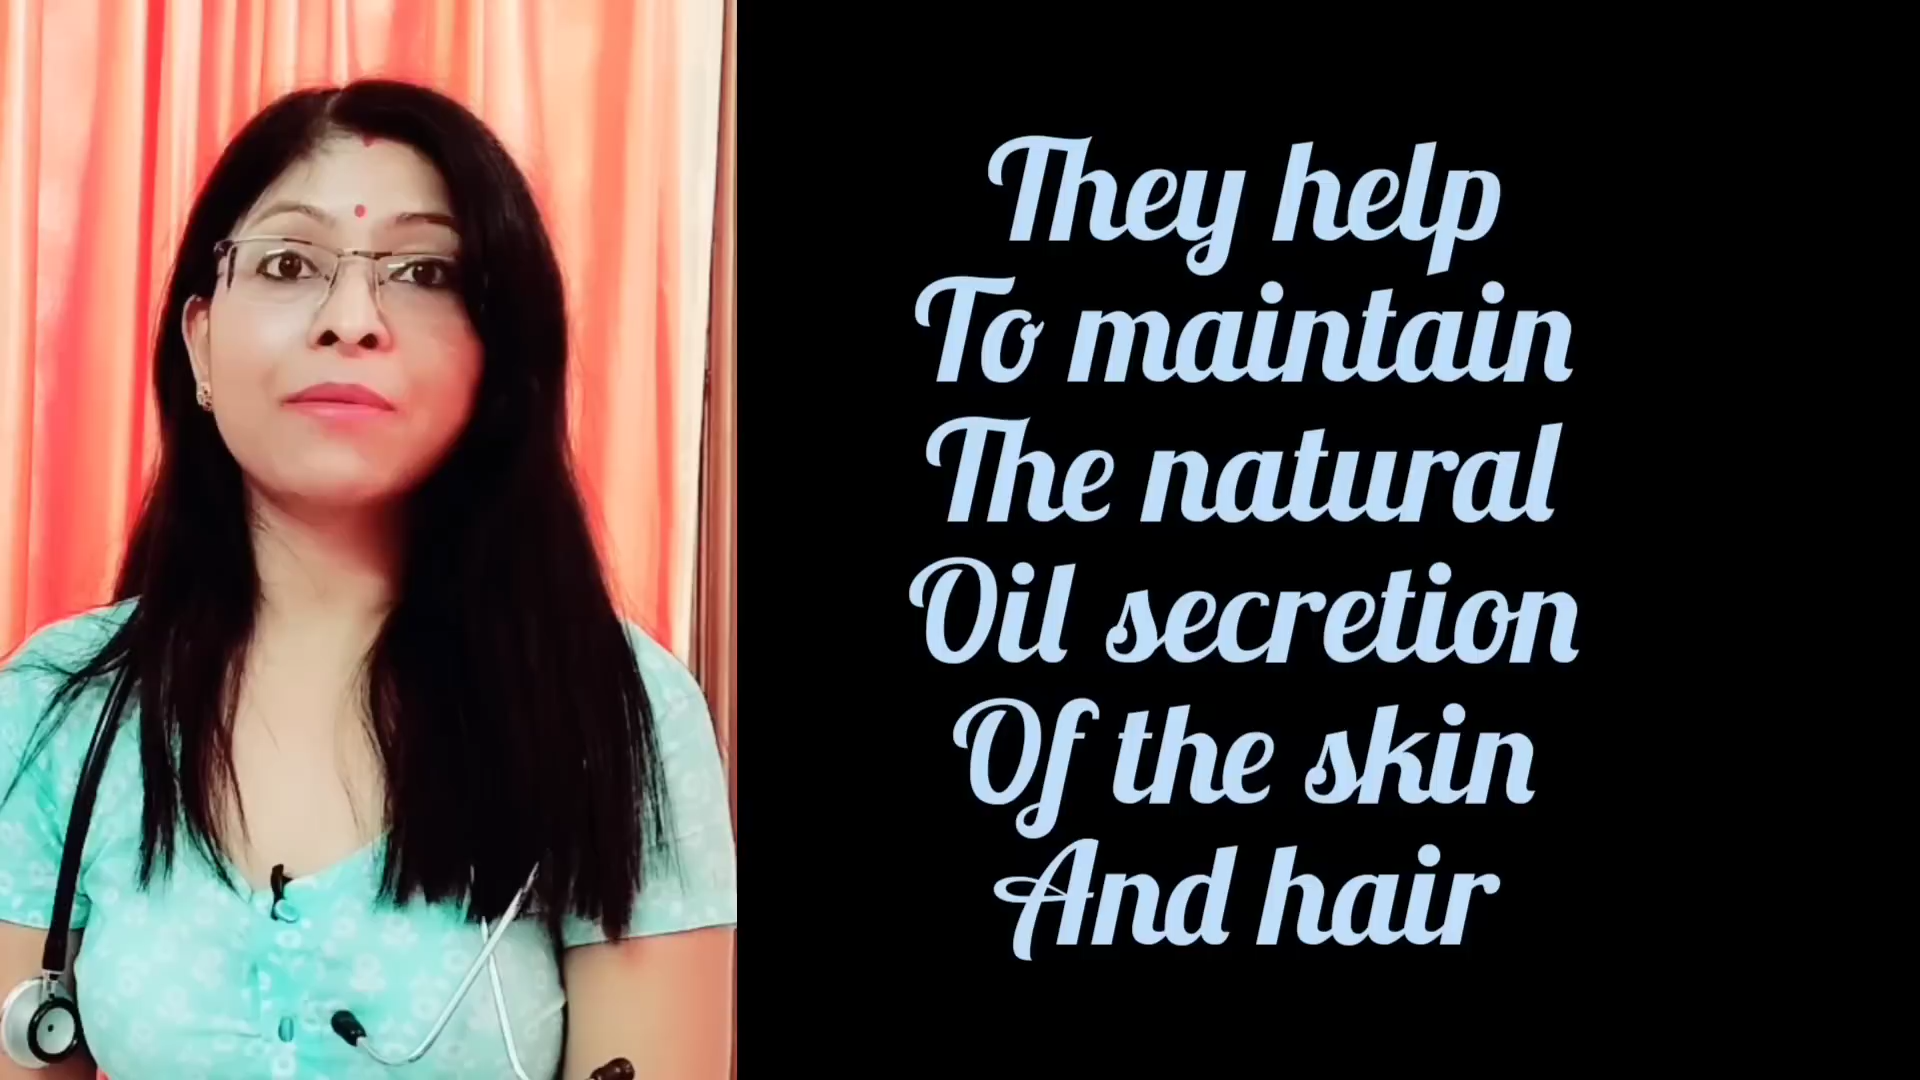 They help
To maintain
The natural
Oil secretion
Of the skin
And hair